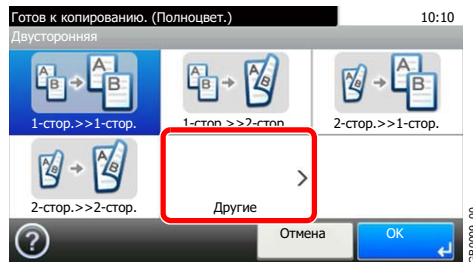 Готов к копированию. (Полноцвет.) 10:10
Двусторонняя
1-стор.>>1-стор. 1-стор.>>2-стор. 2-стор.>>1-стор.
2-стор.>>2-стор. Другие
Отмена OK